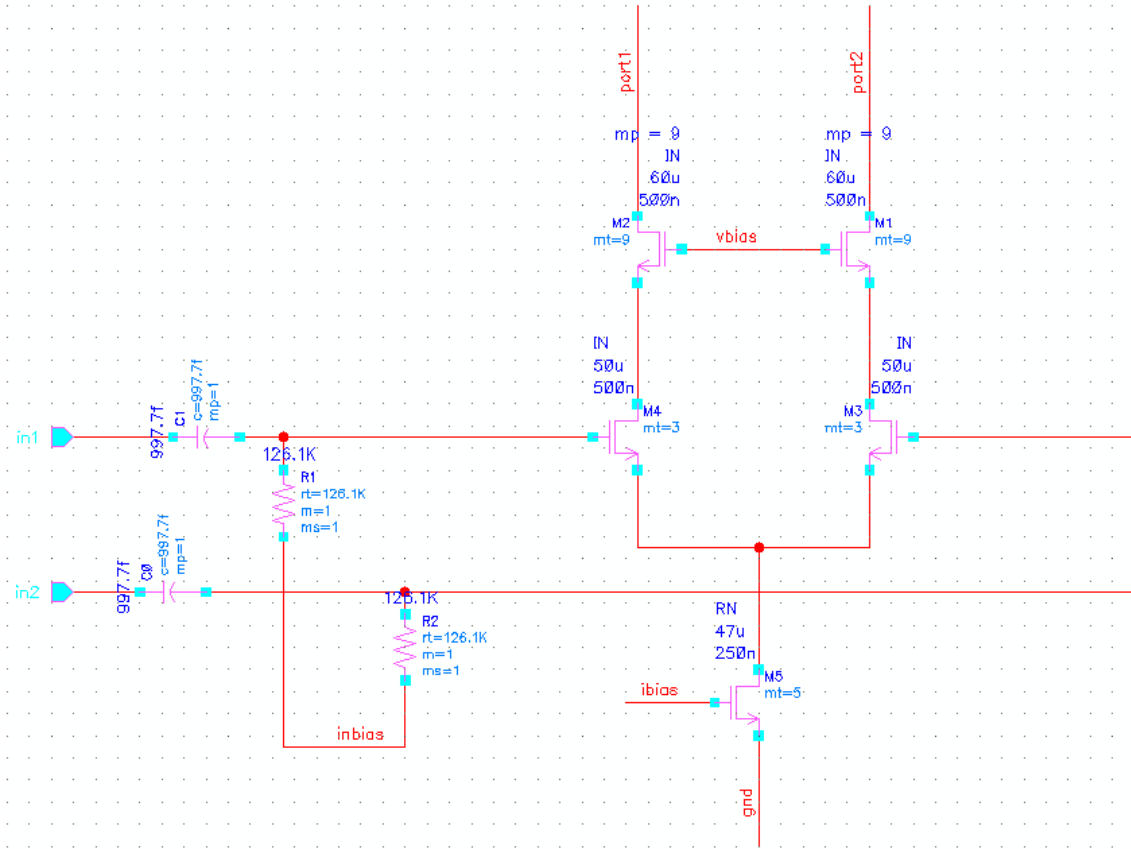 port1
port2
mp = 9
IN
60u
500n
M2
mt=9
mp = 9
IN
60u
500n
M1
mt=9
vbias
IN
50u
500n
M4
mt=3
IN
50u
500n
M3
mt=3
in1
997.7f
C1
c=997.7f
mp=1
126.1K
R1
rt=126.1K
m=1
ms=1
in2
997.7f
C0
c=997.7f
mp=1
126.1K
R2
rt=126.1K
m=1
ms=1
inbias
RN
47u
250n
M5
mt=5
ibias
gnd